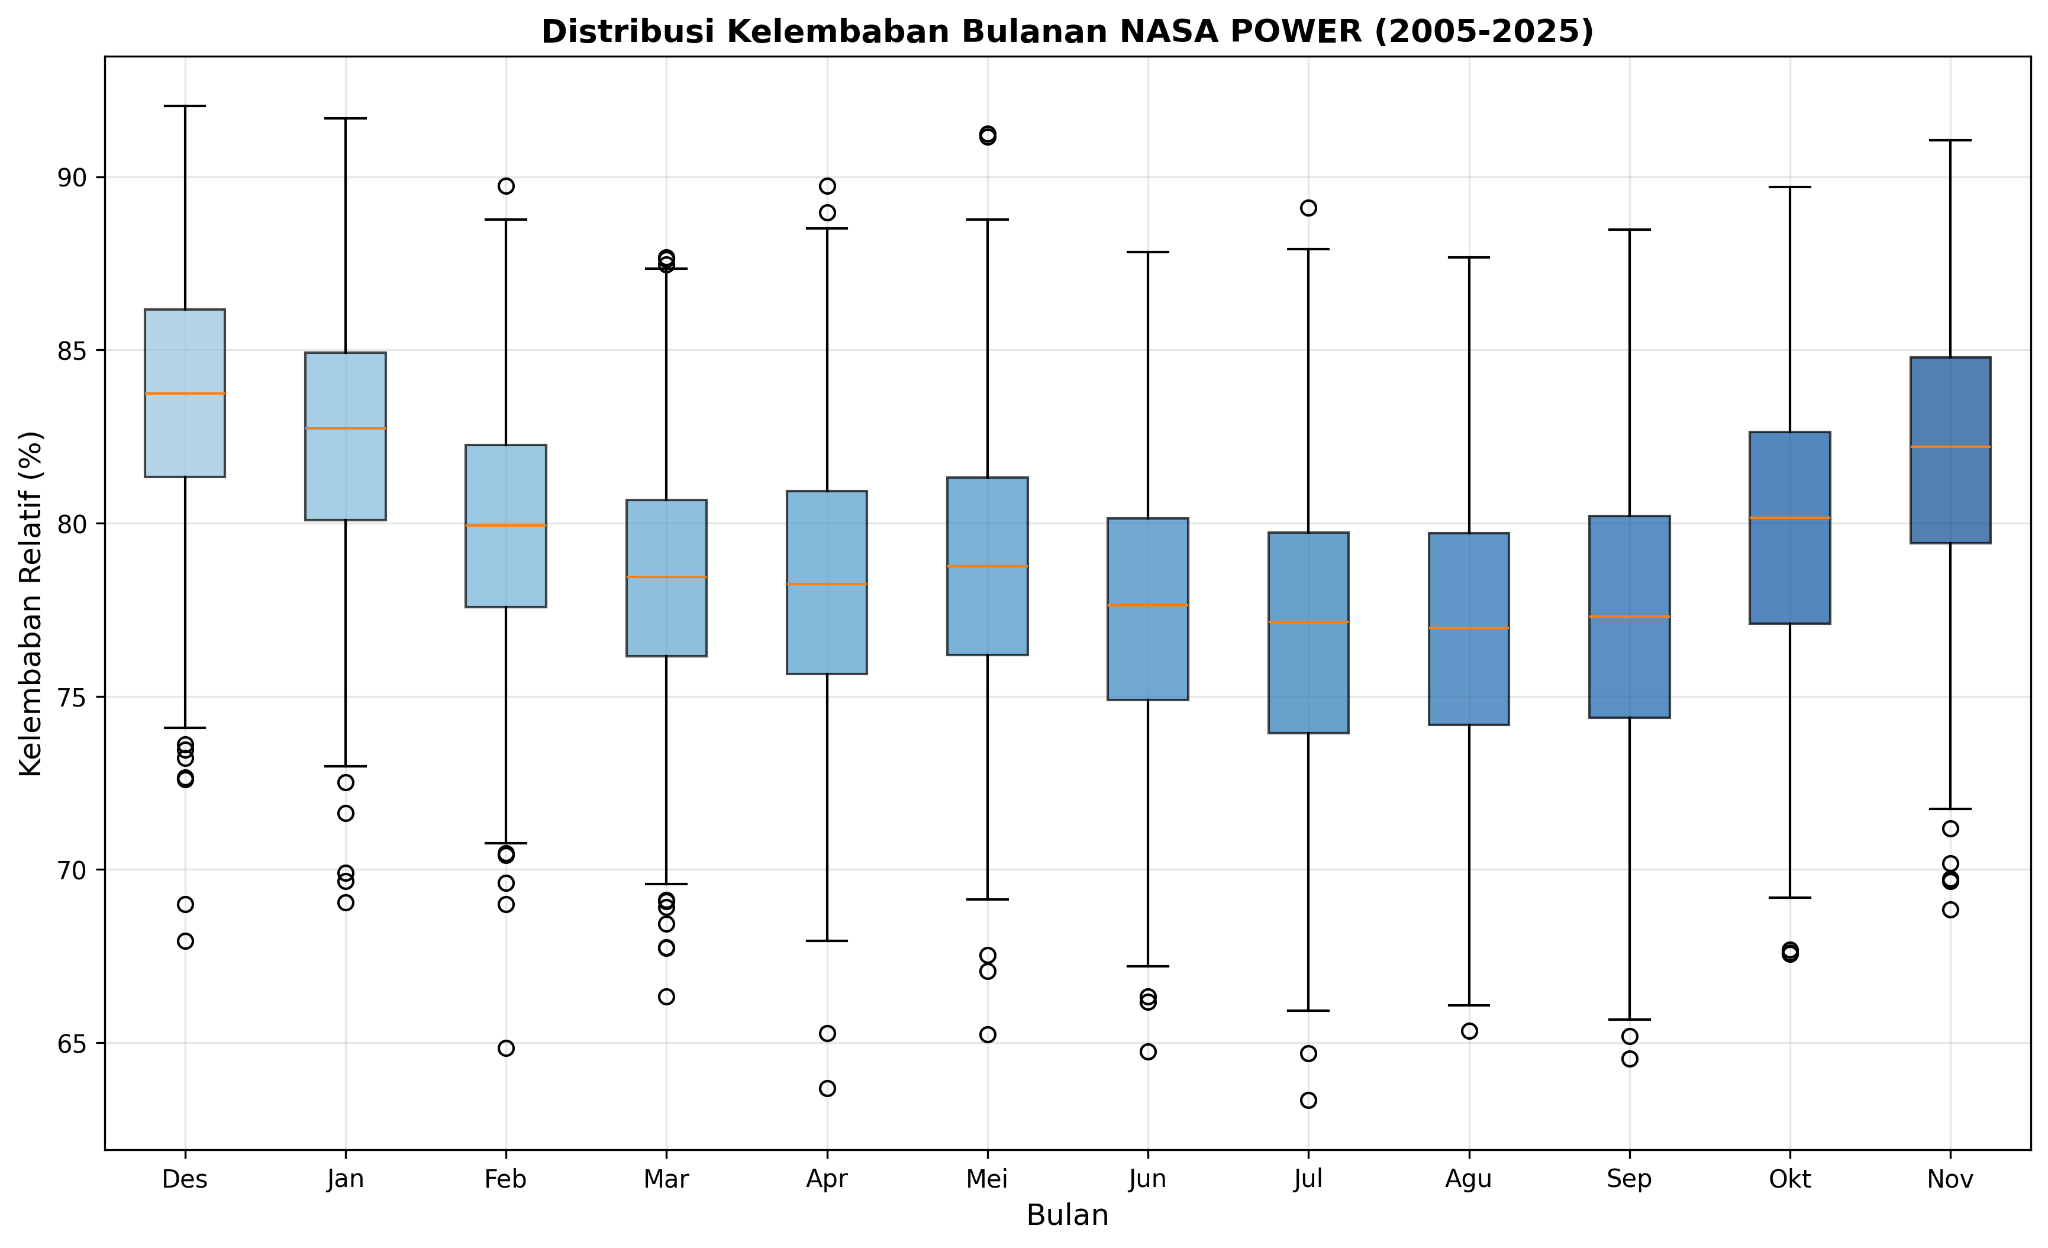 Distribusi Kelembaban Bulanan NASA POWER (2005-2025)
Kelembaban Relatif (%)
90
85
80
75
70
65
Des Jan Feb Mar Apr Mei Jun Jul Agu Sep Okt Nov
Bulan